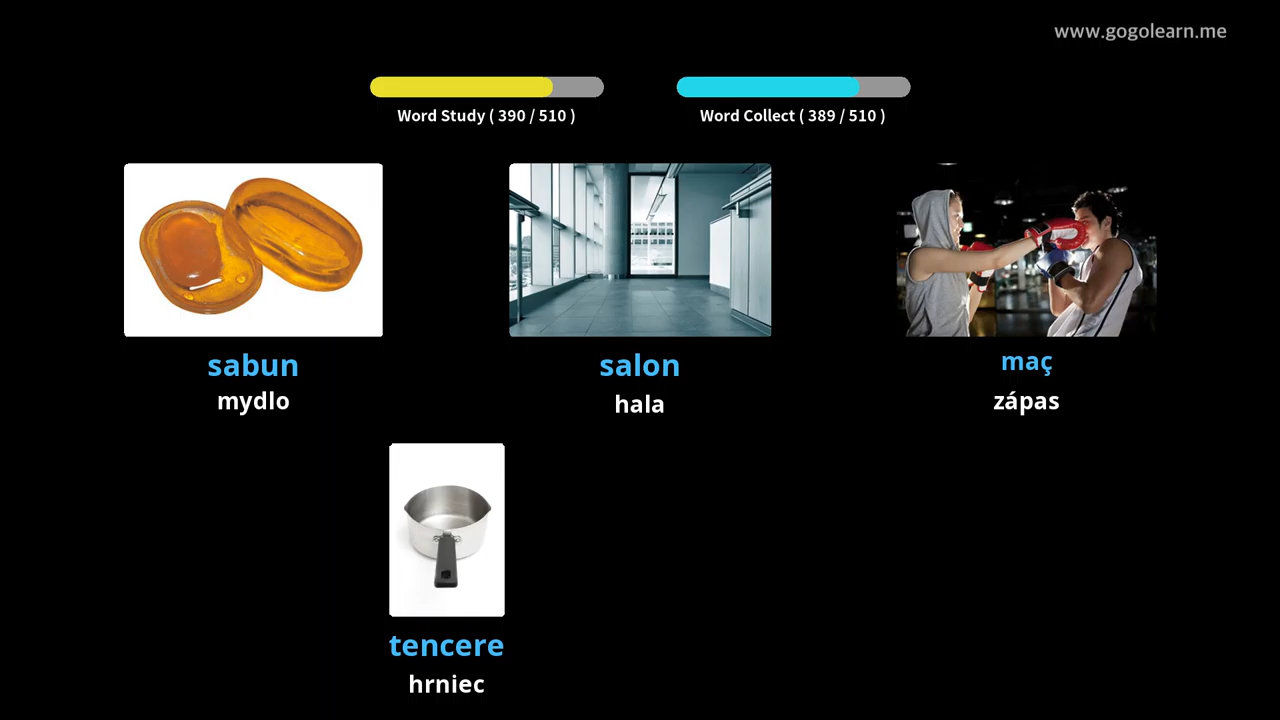 www.gogolearn.me
Word Study ( 390 / 510 )
Word Collect ( 389 / 510 )
sabun
mydlo
salon
hala
maç
zápas
tencere
hrniec